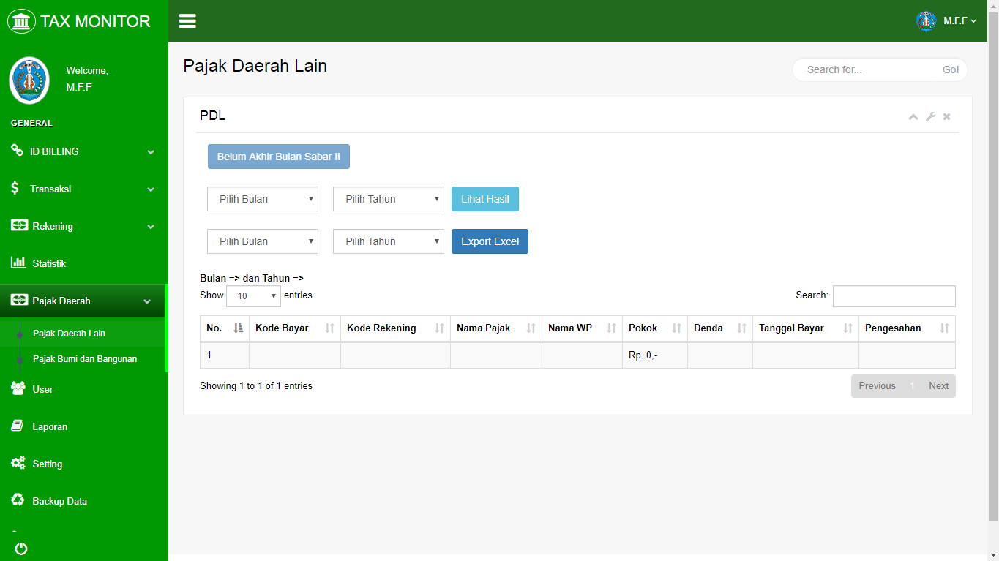 TAX MONITOR
M.F.F
Welcome,
M.F.F
GENERAL
ID BILLING
Transaksi
Rekening
Statistik
Pajak Daerah
Pajak Daerah Lain
Pajak Bumi dan Bangunan
User
Laporan
Setting
Backup Data
Pajak Daerah Lain
Search for... Go!
PDL
Belum Akhir Bulan Sabar !!
Pilih Bulan Pilih Tahun Lihat Hasil
Pilih Bulan Pilih Tahun Export Excel
Bulan => dan Tahun =>
Show 10 entries Search:
No. Kode Bayar Kode Rekening Nama Pajak Nama WP Pokok Denda Tanggal Bayar Pengesahan
1 Rp. 0,-
Showing 1 to 1 of 1 entries Previous 1 Next